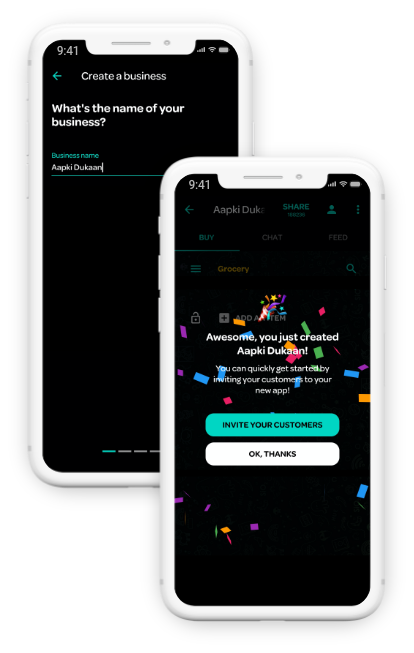 9:41
Create a business
What's the name of your
business?
Business name
Aapki Dukaan
9:41
Aapki Duka
SHARE
BUY
CHAT
FEED
Grocery
ADD AN ITEM
Awesome, you just created
Aapki Dukaan!
You can quickly get started by
inviting your customers to your
new app!
INVITE YOUR CUSTOMERS
OK, THANKS